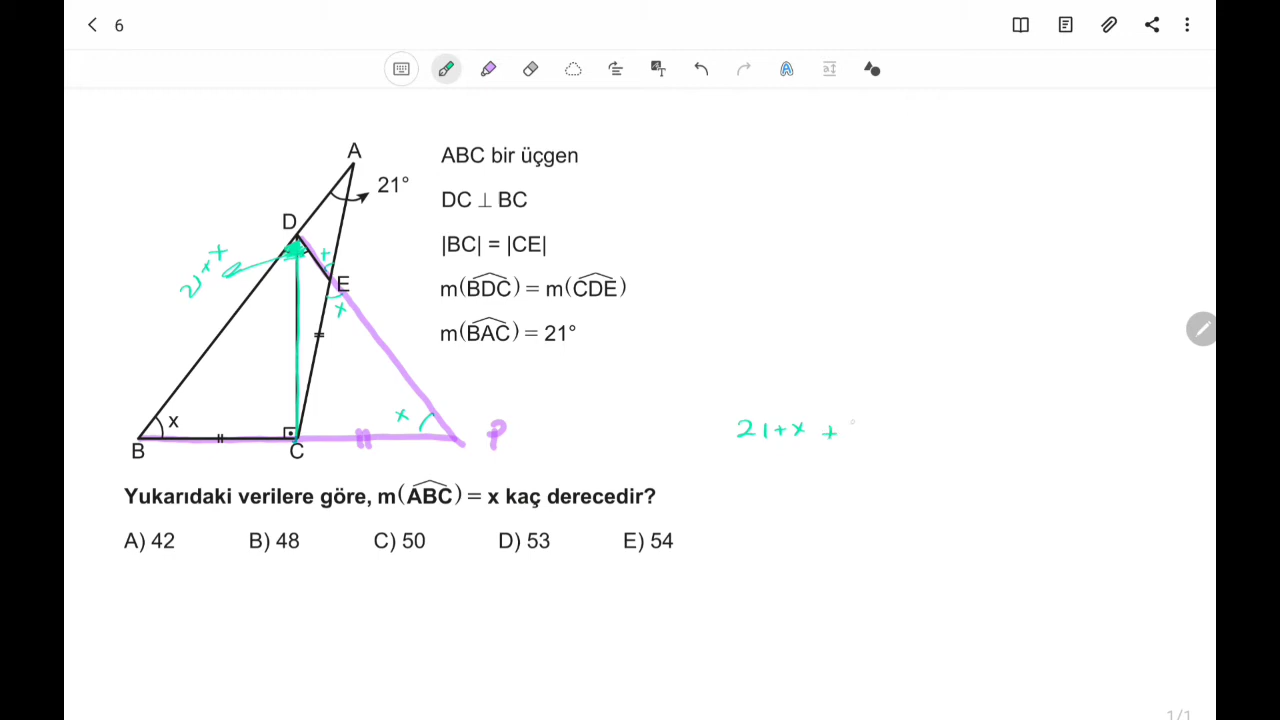 6
A
21°
D
21+x
x
E
x
x
x
B
C
P
ABC bir üçgen
DC ⊥ BC
|BC| = |CE|
m(BDC) = m(CDE)
m(BAC) = 21°
21+x +
Yukarıdaki verilere göre, m(ABC) = x kaç derecedir?
A) 42 B) 48 C) 50 D) 53 E) 54
1/1